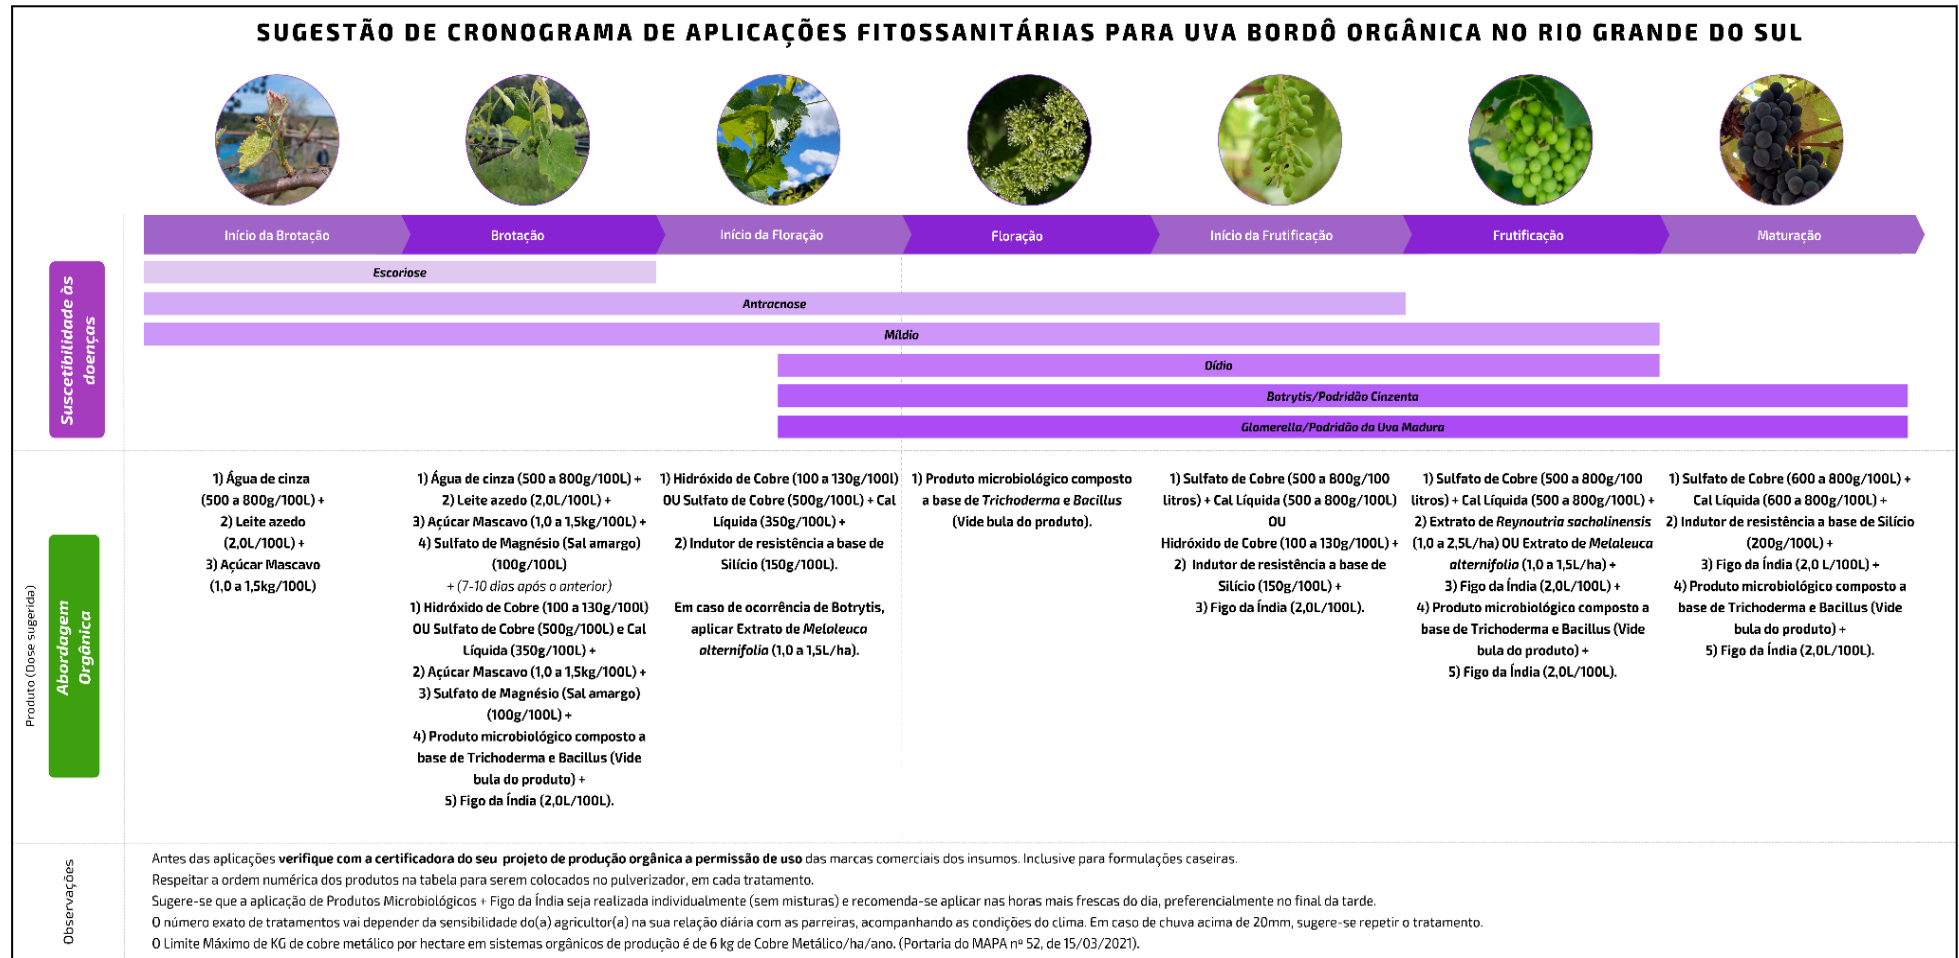 SUGESTÃO DE CRONOGRAMA DE APLICAÇÕES FITOSSANITÁRIAS PARA UVA BORDÔ ORGÂNICA NO RIO GRANDE DO SUL
Início da Brotação
Brotação
Início da Floração
Floração
Início da Frutificação
Frutificação
Maturação
Suscetibilidade às
doenças
Escoriose
Antracnose
Míldio
Oídio
Botrytis/Podridão Cinzenta
Glomerella/Podridão da Uva Madura
Produto (Dose sugerida)
Abordagem
Orgânica
1) Água de cinza
(500 a 800g/100L) +
2) Leite azedo
(2,0L/100L) +
3) Açúcar Mascavo
(1,0 a 1,5kg/100L)
1) Água de cinza (500 a 800g/100L) +
2) Leite azedo (2,0L/100L) +
3) Açúcar Mascavo (1,0 a 1,5kg/100L) +
4) Sulfato de Magnésio (Sal amargo)
(100g/100L)
+ (7-10 dias após o anterior)
1) Hidróxido de Cobre (100 a 130g/100l)
OU Sulfato de Cobre (500g/100L) e Cal
Líquida (350g/100L) +
2) Açúcar Mascavo (1,0 a 1,5kg/100L) +
3) Sulfato de Magnésio (Sal amargo)
(100g/100L) +
4) Produto microbiológico composto a
base de Trichoderma e Bacillus (Vide
bula do produto) +
5) Figo da Índia (2,0L/100L).
1) Hidróxido de Cobre (100 a 130g/100l)
OU Sulfato de Cobre (500g/100L) + Cal
Líquida (350g/100L) +
2) Indutor de resistência a base de
Silício (150g/100L).
Em caso de ocorrência de Botrytis,
aplicar Extrato de Melaleuca
alternifolia (1,0 a 1,5L/ha).
1) Produto microbiológico composto
a base de Trichoderma e Bacillus
(Vide bula do produto).
1) Sulfato de Cobre (500 a 800g/100
litros) + Cal Líquida (500 a 800g/100L)
OU
Hidróxido de Cobre (100 a 130g/100L) +
2) Indutor de resistência a base de
Silício (150g/100L) +
3) Figo da Índia (2,0L/100L).
1) Sulfato de Cobre (500 a 800g/100
litros) + Cal Líquida (500 a 800g/100L) +
2) Extrato de Reynoutria sachalinensis
(1,0 a 2,5L/ha) OU Extrato de Melaleuca
alternifolia (1,0 a 1,5L/ha) +
3) Figo da Índia (2,0L/100L) +
4) Produto microbiológico composto a
base de Trichoderma e Bacillus (Vide
bula do produto) +
5) Figo da Índia (2,0L/100L).
1) Sulfato de Cobre (600 a 800g/100L) +
Cal Líquida (600 a 800g/100L) +
2) Indutor de resistência a base de Silício
(200g/100L) +
3) Figo da Índia (2,0 L/100L) +
4) Produto microbiológico composto a
base de Trichoderma e Bacillus (Vide
bula do produto) +
5) Figo da Índia (2,0L/100L).
Observações
Antes das aplicações verifique com a certificadora do seu projeto de produção orgânica a permissão de uso das marcas comerciais dos insumos. Inclusive para formulações caseiras.
Respeitar a ordem numérica dos produtos na tabela para serem colocados no pulverizador, em cada tratamento.
Sugere-se que a aplicação de Produtos Microbiológicos + Figo da Índia seja realizada individualmente (sem misturas) e recomenda-se aplicar nas horas mais frescas do dia, preferencialmente no final da tarde.
O número exato de tratamentos vai depender da sensibilidade do(a) agricultor(a) na sua relação diária com as parreiras, acompanhando as condições do clima. Em caso de chuva acima de 20mm, sugere-se repetir o tratamento.
O Limite Máximo de KG de cobre metálico por hectare em sistemas orgânicos de produção é de 6 kg de Cobre Metálico/ha/ano. (Portaria do MAPA nº 52, de 15/03/2021).